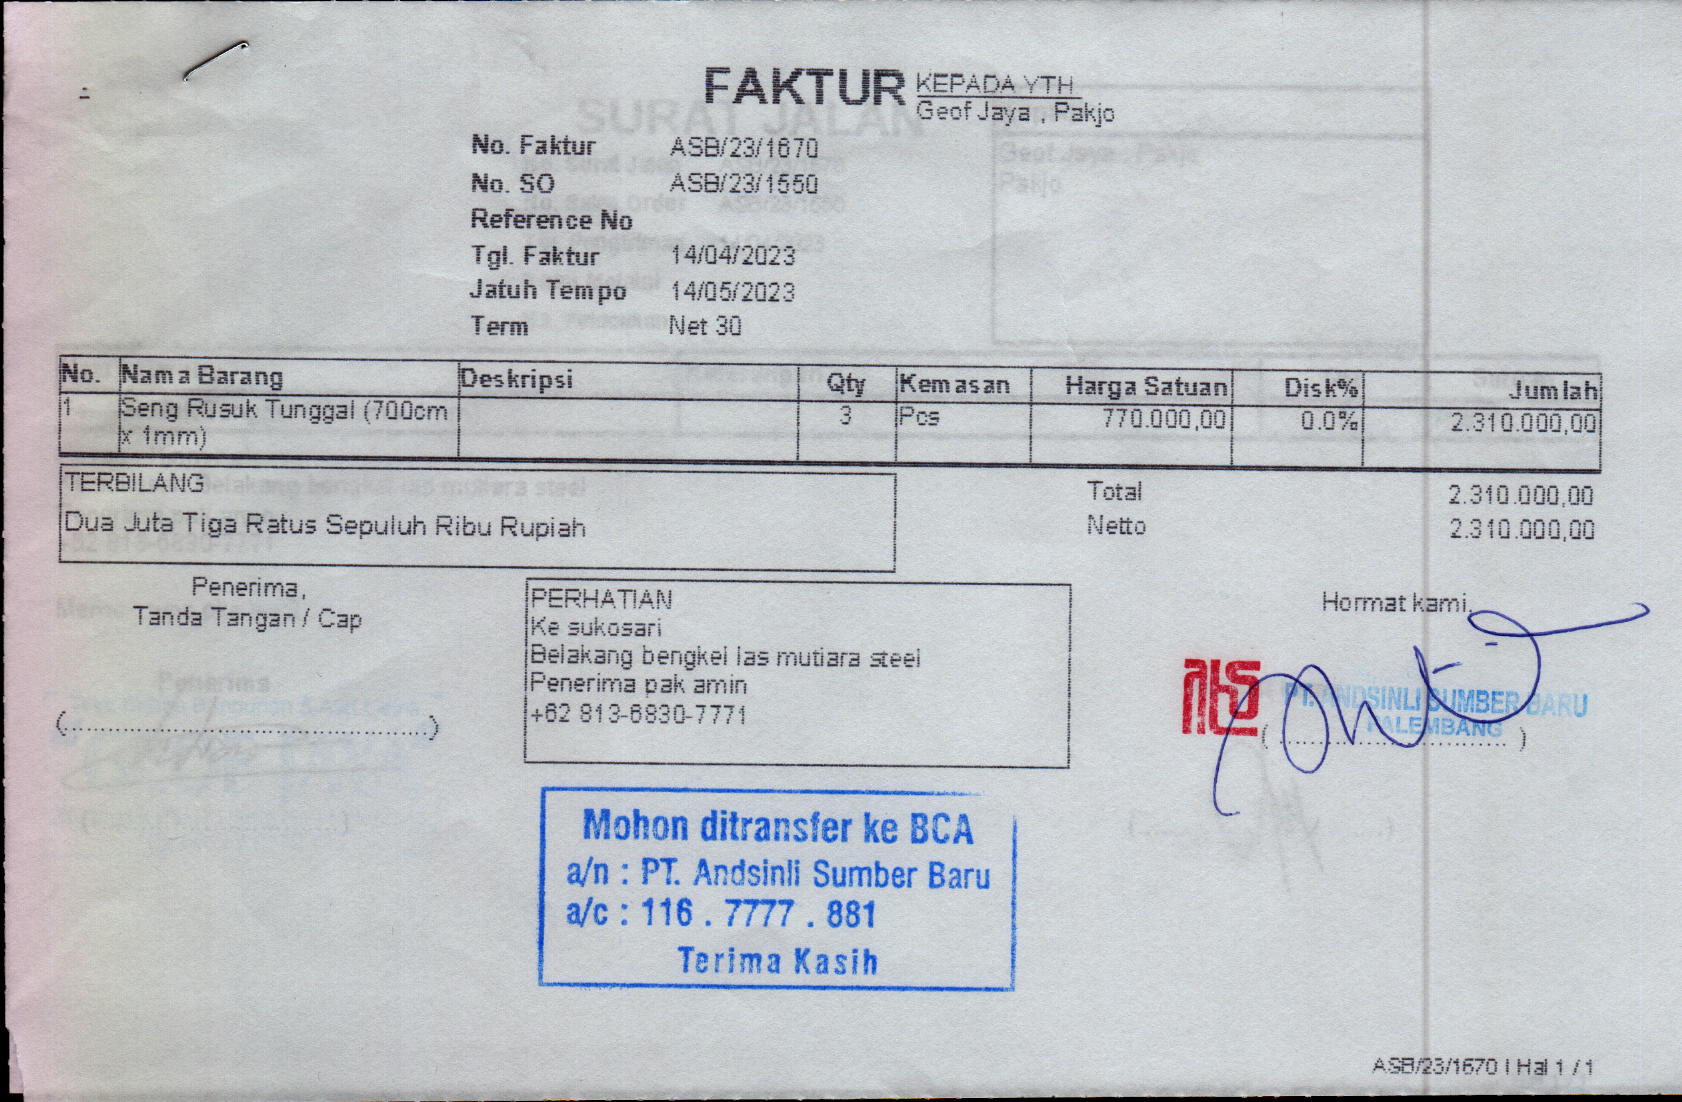 FAKTUR
KEPADA YTH
Geof Jaya , Pakjo
No. Faktur ASB/23/1670
No. SO ASB/23/1550
Reference No
Tgl. Faktur 14/04/2023
Jatuh Tempo 14/05/2023
Term Net 30
No. Nama Barang Deskripsi Qty Kemasan Harga Satuan Disk% Jumlah
1 Seng Rusuk Tunggal (700cm 3 Pcs 770.000,00 0.0% 2.310.000,00
x 1mm)
TERBILANG
Dua Juta Tiga Ratus Sepuluh Ribu Rupiah
Total 2.310.000,00
Netto 2.310.000,00
Penerima,
Tanda Tangan / Cap
(........................................)
PERHATIAN
Ke sukosari
Belakang bengkel las mutiara steel
Penerima pak amin
+62 813-6830-7771
Hormat kami,
PT. ANDSINLI SUMBER BARU
PALEMBANG
(................................)
Mohon ditransfer ke BCA
a/n : PT. Andsinli Sumber Baru
a/c : 116 . 7777 . 881
Terima Kasih
ASB/23/1670 | Hal 1 / 1